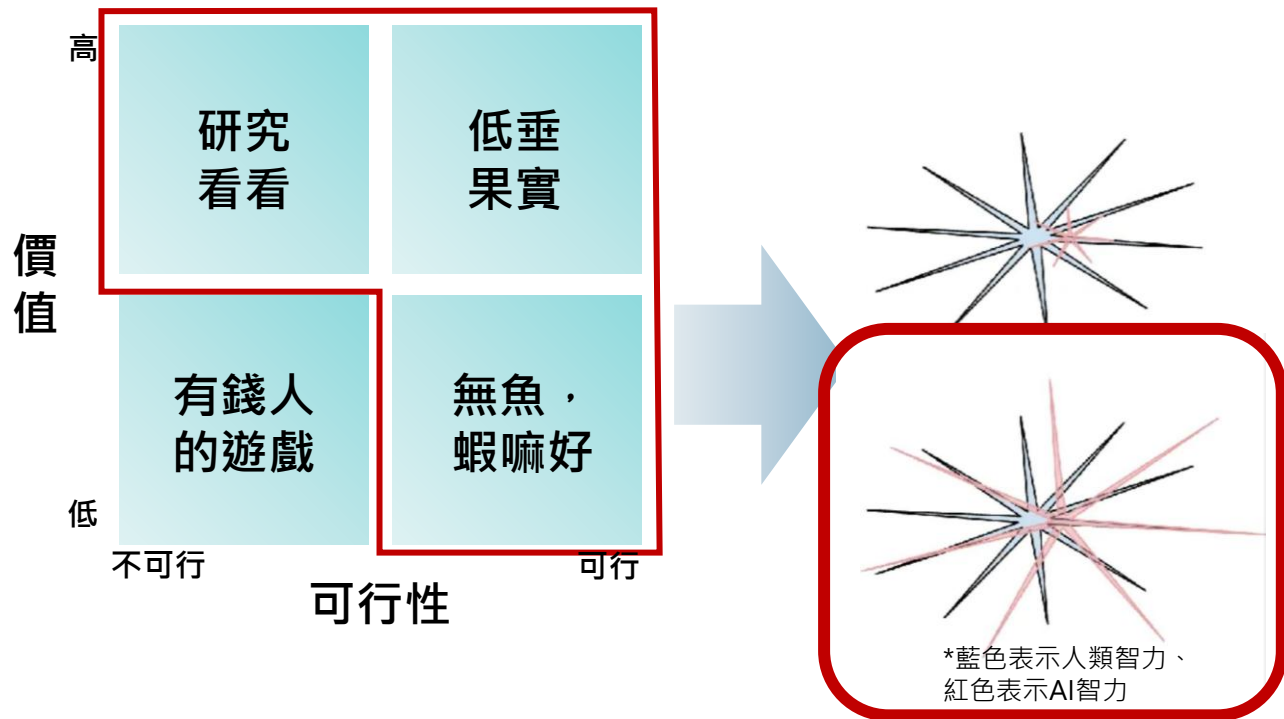 高
研究
看看
低垂
果實
價
值
有錢人
的遊戲
無魚，
蝦嘛好
低
不可行
可行
可行性
*藍色表示人類智力、
紅色表示AI智力